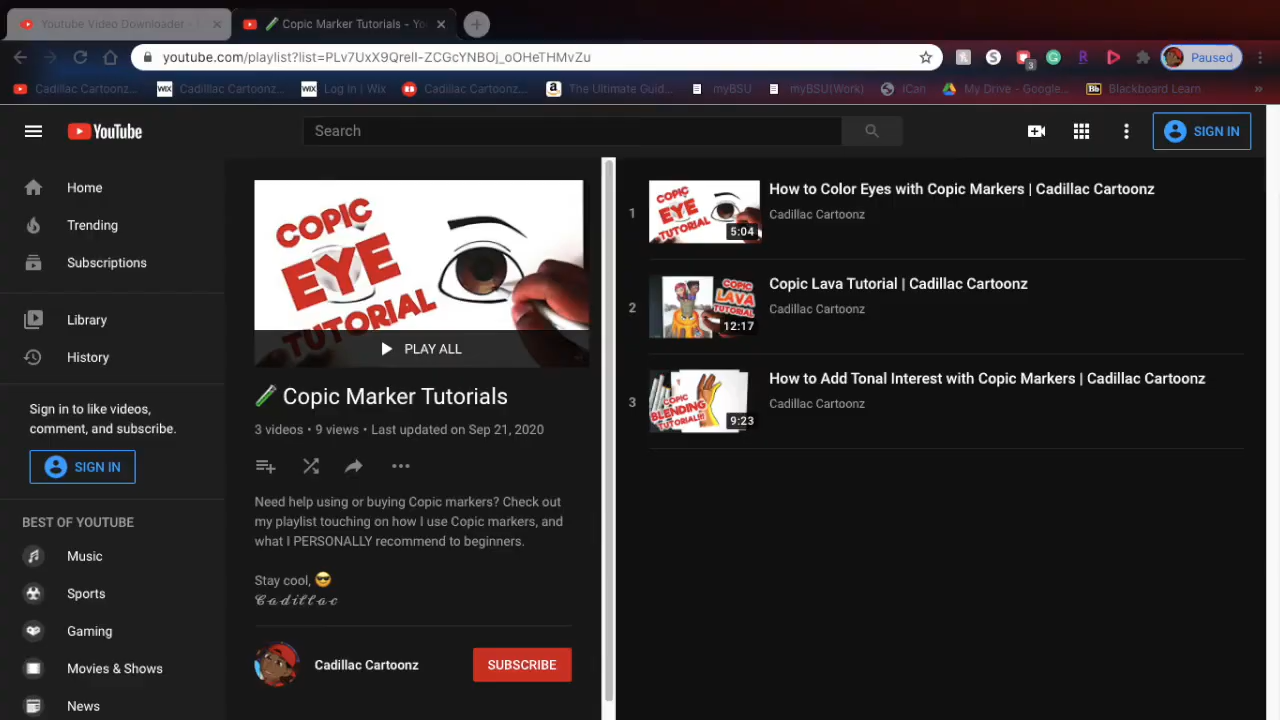 Youtube Video Downloader -
Copic Marker Tutorials - Yo
youtube.com/playlist?list=PLv7UxX9QrelI-ZCGcYNBOj_oOHeTHMvZu
3
Paused
Cadillac Cartoonz...
WiX
Cadillac Cartoonz...
WiX
Log In | Wix
Cadillac Cartoonz...
The Ultimate Guid...
myBSU
myBSU(Work)
ICan
My Drive - Google...
Bb
Blackboard Learn
»
YouTube
Search
SIGN IN
Home
Trending
Subscriptions
Library
History
Sign in to like videos,
comment, and subscribe.
SIGN IN
BEST OF YOUTUBE
Music
Sports
Gaming
Movies & Shows
News
COPIC
EYE
TUTORIAL
PLAY ALL
Copic Marker Tutorials
3 videos • 9 views • Last updated on Sep 21, 2020
Need help using or buying Copic markers? Check out
my playlist touching on how I use Copic markers, and
what I PERSONALLY recommend to beginners.
Stay cool, 😎
𝓒𝓪𝓭𝓲𝓵𝓵𝓪𝓬
Cadillac Cartoonz
SUBSCRIBE
1
COPIC
EYE
TUTORIAL
5:04
How to Color Eyes with Copic Markers | Cadillac Cartoonz
Cadillac Cartoonz
2
COPIC
LAVA
TUTORIAL
12:17
Copic Lava Tutorial | Cadillac Cartoonz
Cadillac Cartoonz
3
COPIC
BLENDING
TUTORIAL!!!
9:23
How to Add Tonal Interest with Copic Markers | Cadillac Cartoonz
Cadillac Cartoonz